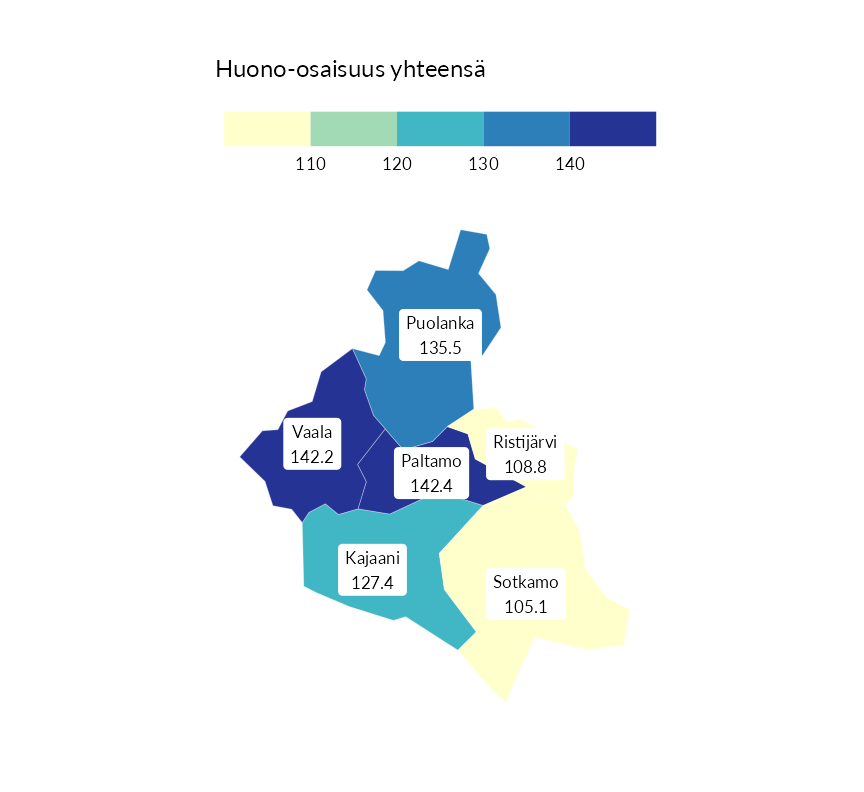 Huono-osaisuus yhteensä
110 120 130 140
Puolanka
135.5
Vaala
142.2
Ristijärvi
108.8
Paltamo
142.4
Kajaani
127.4
Sotkamo
105.1